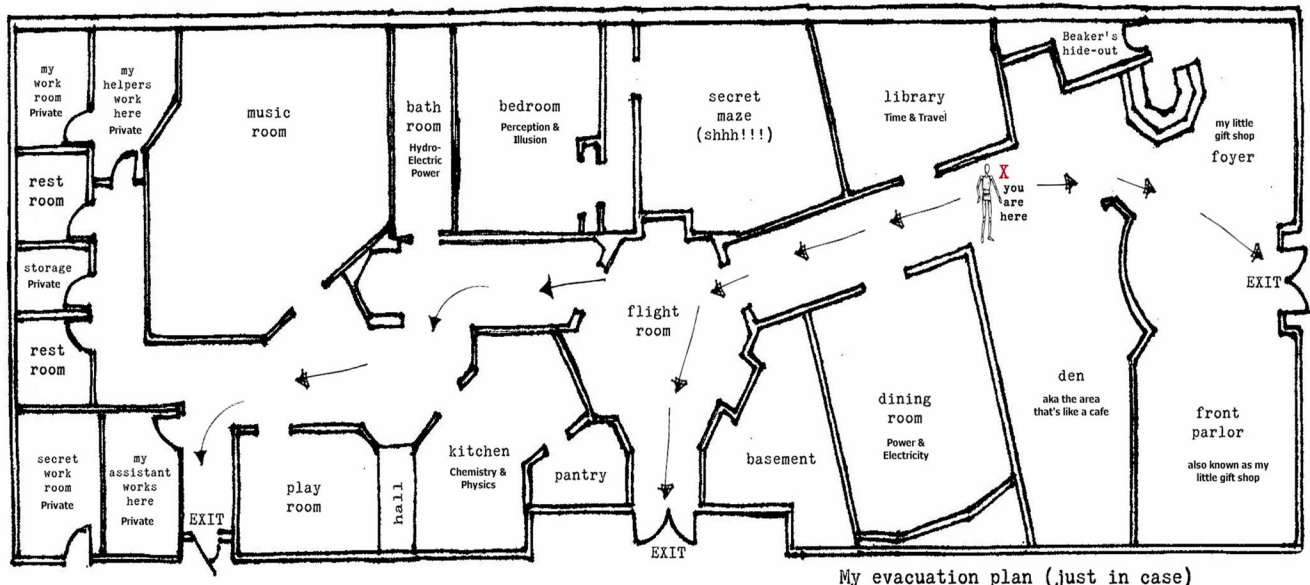 my
work
room
Private
my
helpers
work
here
Private
music
room
bath
room
Hydro-
Electric
Power
bedroom
Perception &
Illusion
secret
maze
(shhh!!!)
library
Time & Travel
Beaker's
hide-out
my little
gift shop
foyer
X
you
are
here
EXIT
rest
room
storage
Private
rest
room
flight
room
den
aka the area
that's like a cafe
dining
room
Power &
Electricity
front
parlor
also known as my
little gift shop
secret
work
room
Private
my
assistant
works
here
Private
EXIT
play
room
hall
kitchen
Chemistry &
Physics
pantry
basement
EXIT
My evacuation plan (just in case)